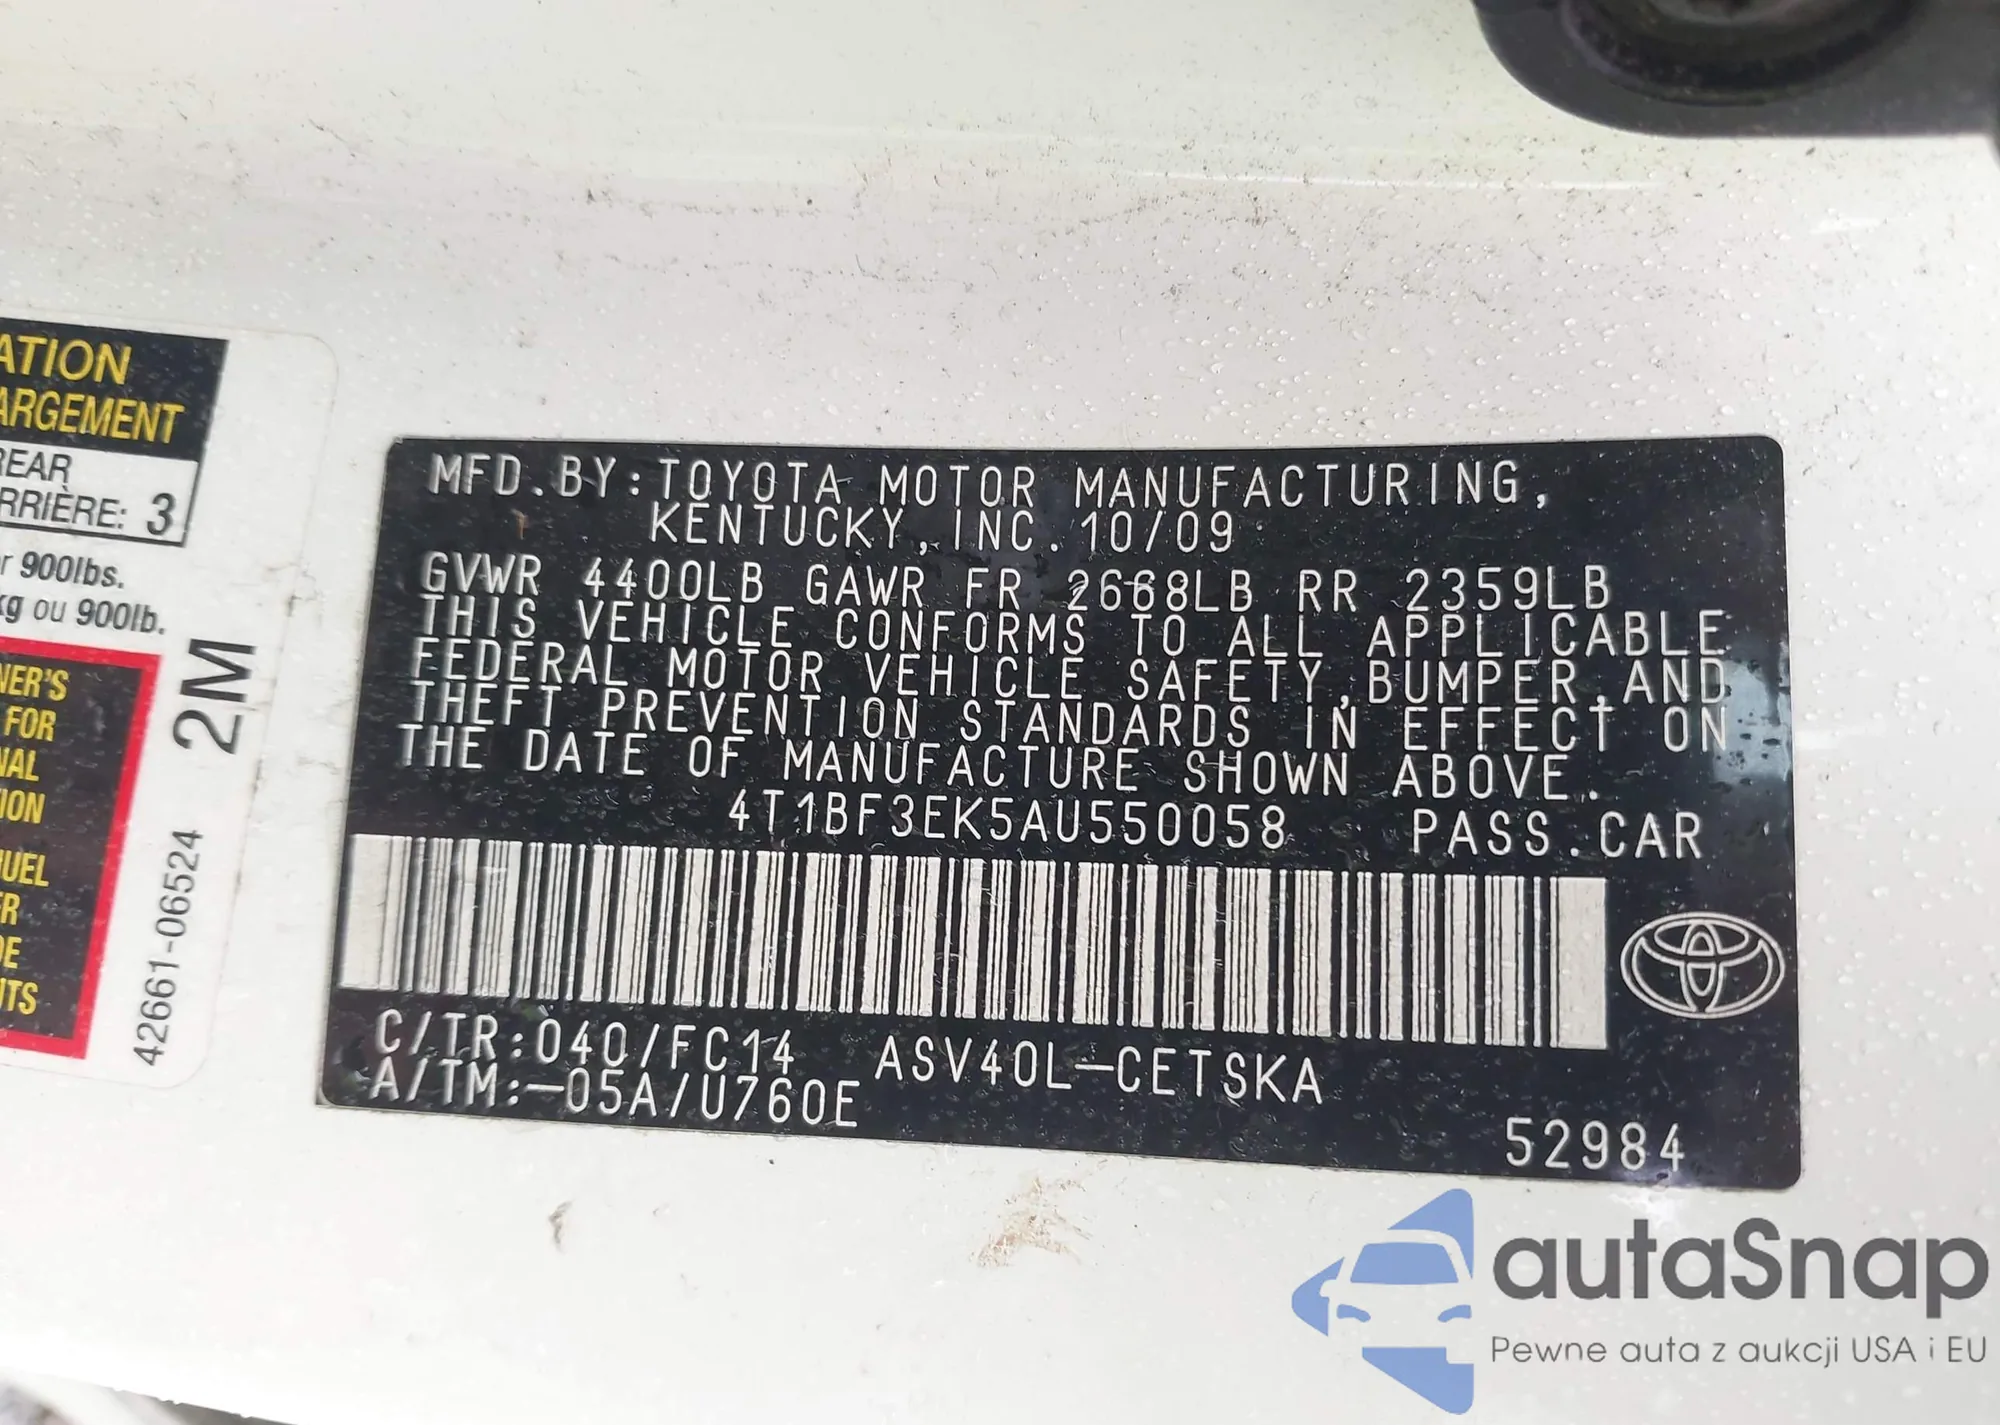 ATION
ARGEMENT
REAR
RRIÈRE: 3
r 900lbs.
kg ou 900lb.
NER'S
FOR
NAL
ION
UEL
R
DE
NTS
2M
42661-06524
MFD.BY:TOYOTA MOTOR MANUFACTURING,
KENTUCKY,INC.10/09
GVWR 4400LB GAWR FR 2668LB RR 2359LB
THIS VEHICLE CONFORMS TO ALL APPLICABLE
FEDERAL MOTOR VEHICLE SAFETY,BUMPER,AND
THEFT PREVENTION STANDARDS IN EFFECT ON
THE DATE OF MANUFACTURE SHOWN ABOVE.
4T1BF3EK5AU550058 PASS.CAR
C/TR:040/FC14 ASV40L-CETSKA
A/TM:-05A/U760E
52984
autaSnap
Pewne auta z aukcji USA i EU